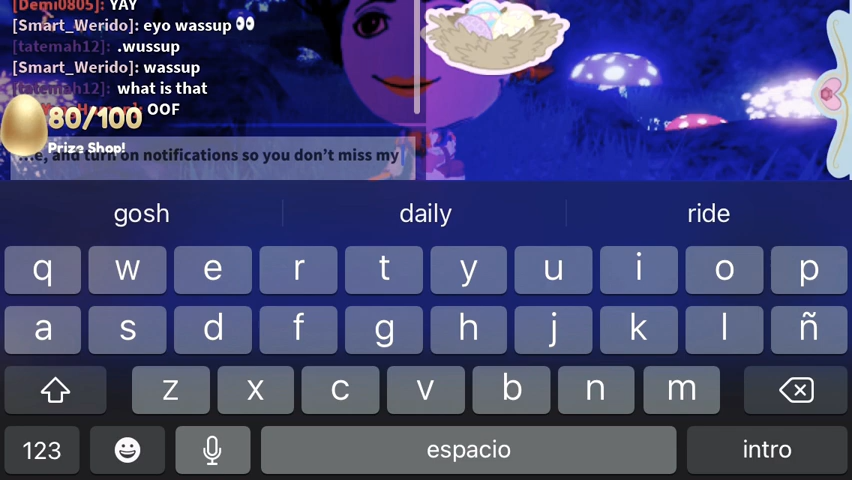 [Demi0805]: YAY
[Smart_Werido]: eyo wassup 👀
[tatemah12]: .wussup
[Smart_Werido]: wassup
[tatemah12]: what is that
OOF
80/100
Prize Shop!
e, and turn on notifications so you don't miss my
gosh daily ride
q w e r t y u i o p
a s d f g h j k l ñ
z x c v b n m
123 espacio intro